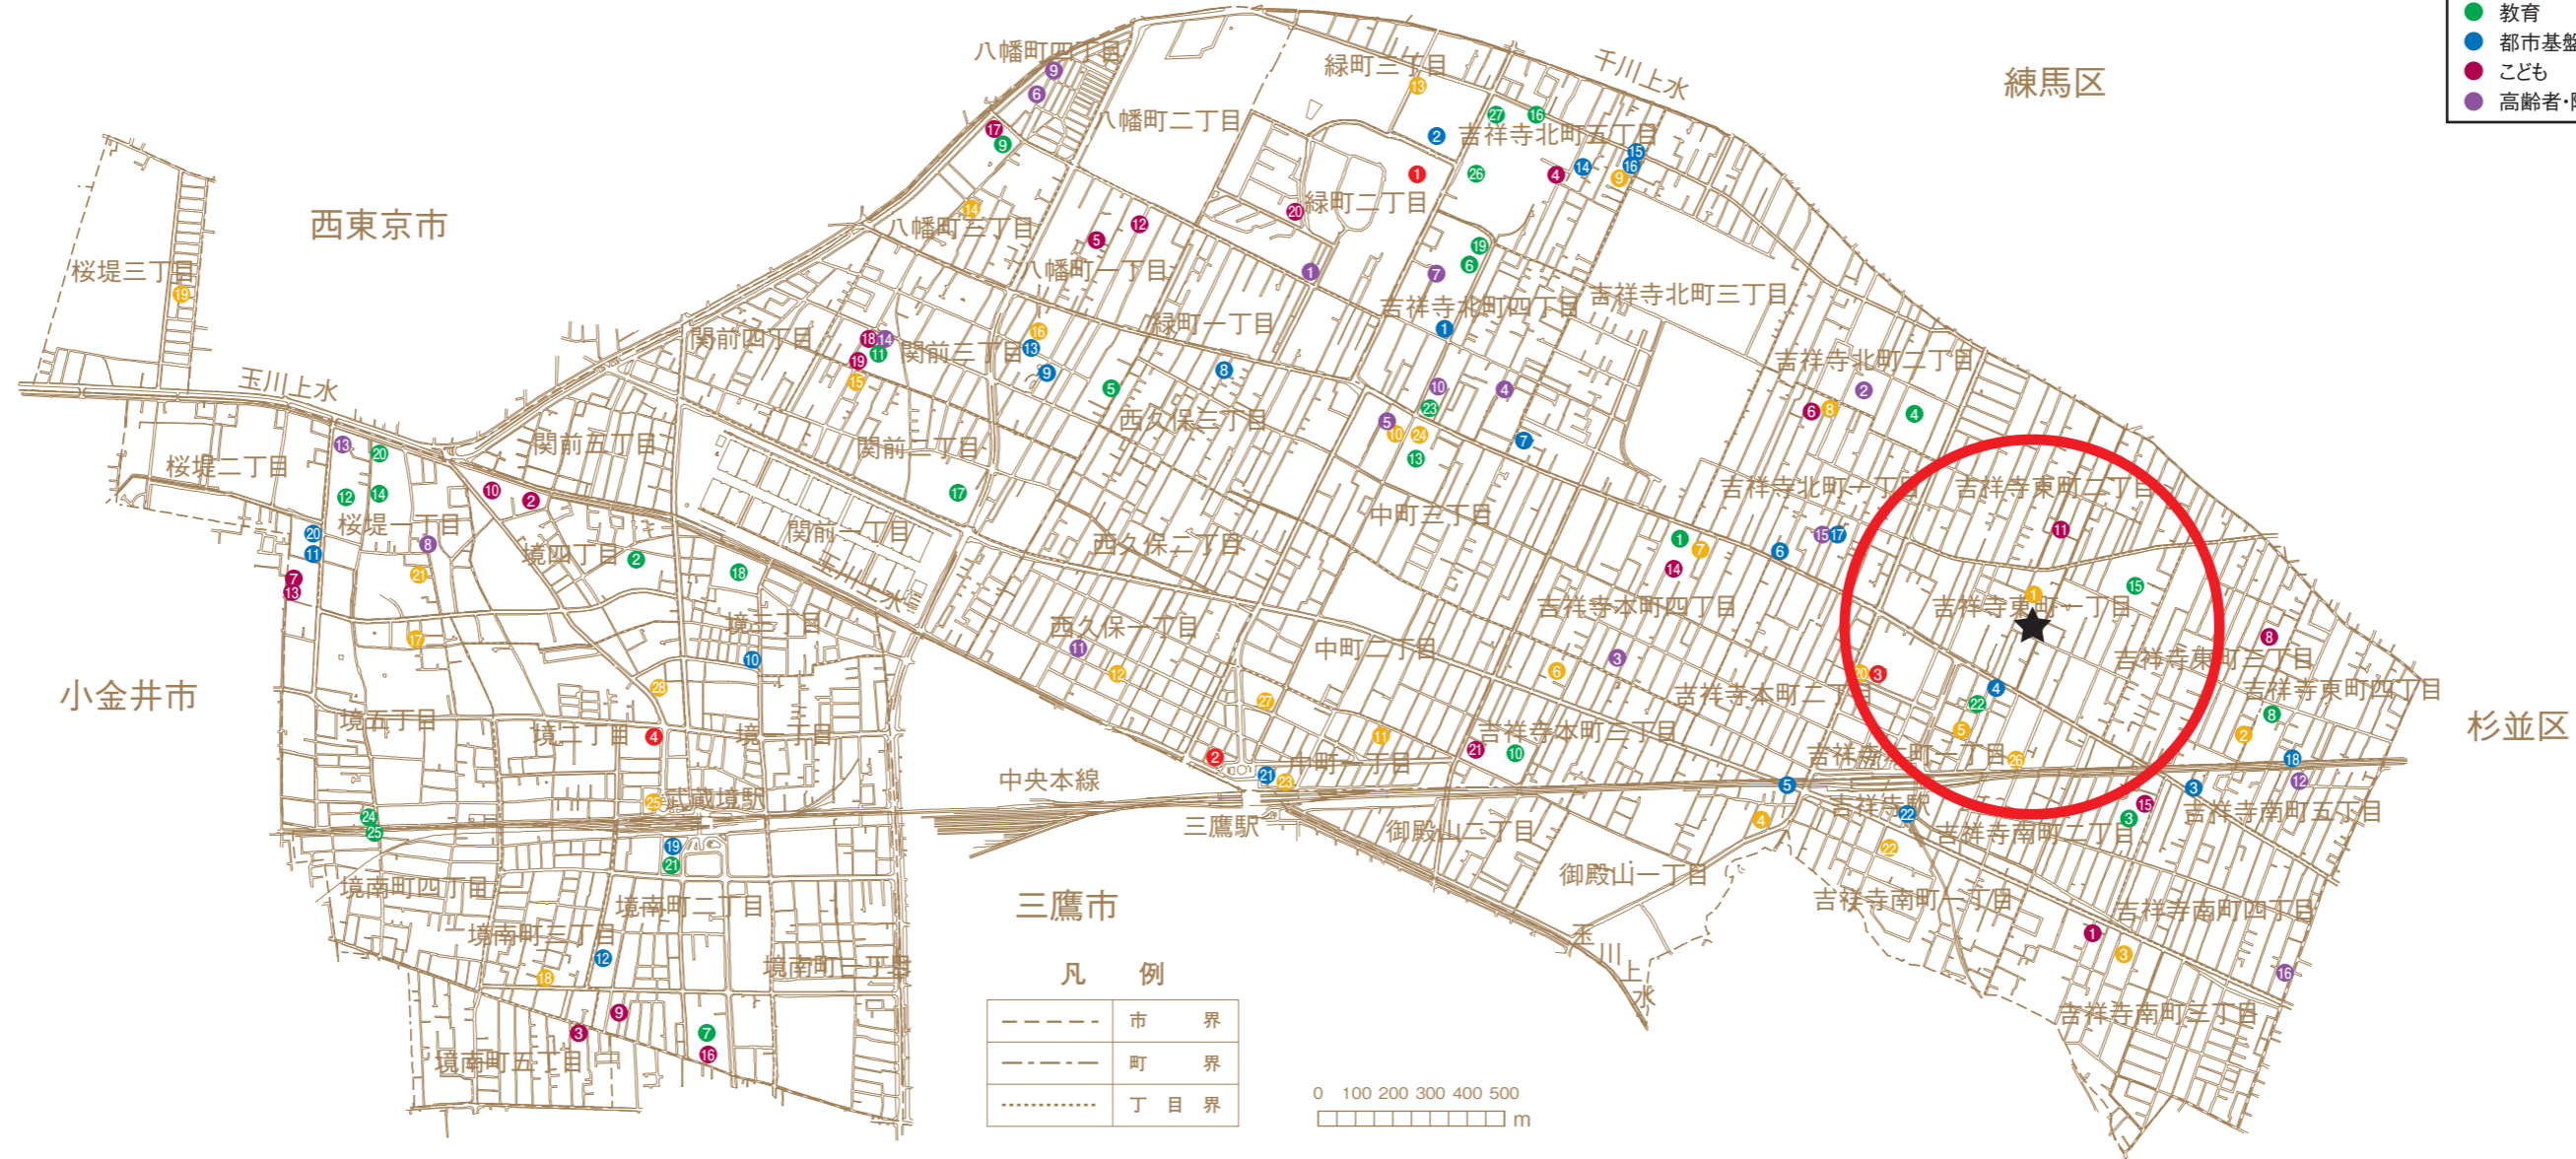 教育
都市基盤
こども
高齢者・
練馬区
西東京市
小金井市
三鷹市
杉並区
千川上水
玉川上水
玉川上水
玉川上水
中央本線
三鷹駅
武蔵境駅
吉祥寺駅
八幡町四丁目
八幡町二丁目
八幡町三丁目
八幡町一丁目
緑町三丁目
緑町二丁目
緑町一丁目
吉祥寺北町五丁目
吉祥寺北町四丁目
吉祥寺北町三丁目
吉祥寺北町二丁目
吉祥寺北町一丁目
吉祥寺東町二丁目
吉祥寺東町一丁目
吉祥寺東町三丁目
吉祥寺東町四丁目
桜堤三丁目
桜堤二丁目
桜堤一丁目
関前四丁目
関前三丁目
関前五丁目
関前二丁目
関前一丁目
西久保三丁目
西久保二丁目
西久保一丁目
中町三丁目
中町二丁目
中町一丁目
境四丁目
境三丁目
境五丁目
境二丁目
境一丁目
吉祥寺本町四丁目
吉祥寺本町三丁目
吉祥寺本町二丁目
吉祥寺本町一丁目
御殿山二丁目
御殿山一丁目
吉祥寺南町一丁目
吉祥寺南町二丁目
吉祥寺南町三丁目
吉祥寺南町四丁目
吉祥寺南町五丁目
境南町四丁目
境南町二丁目
境南町三丁目
境南町一丁目
境南町五丁目
凡 例
市 界
町 界
丁 目 界
0 100 200 300 400 500
m